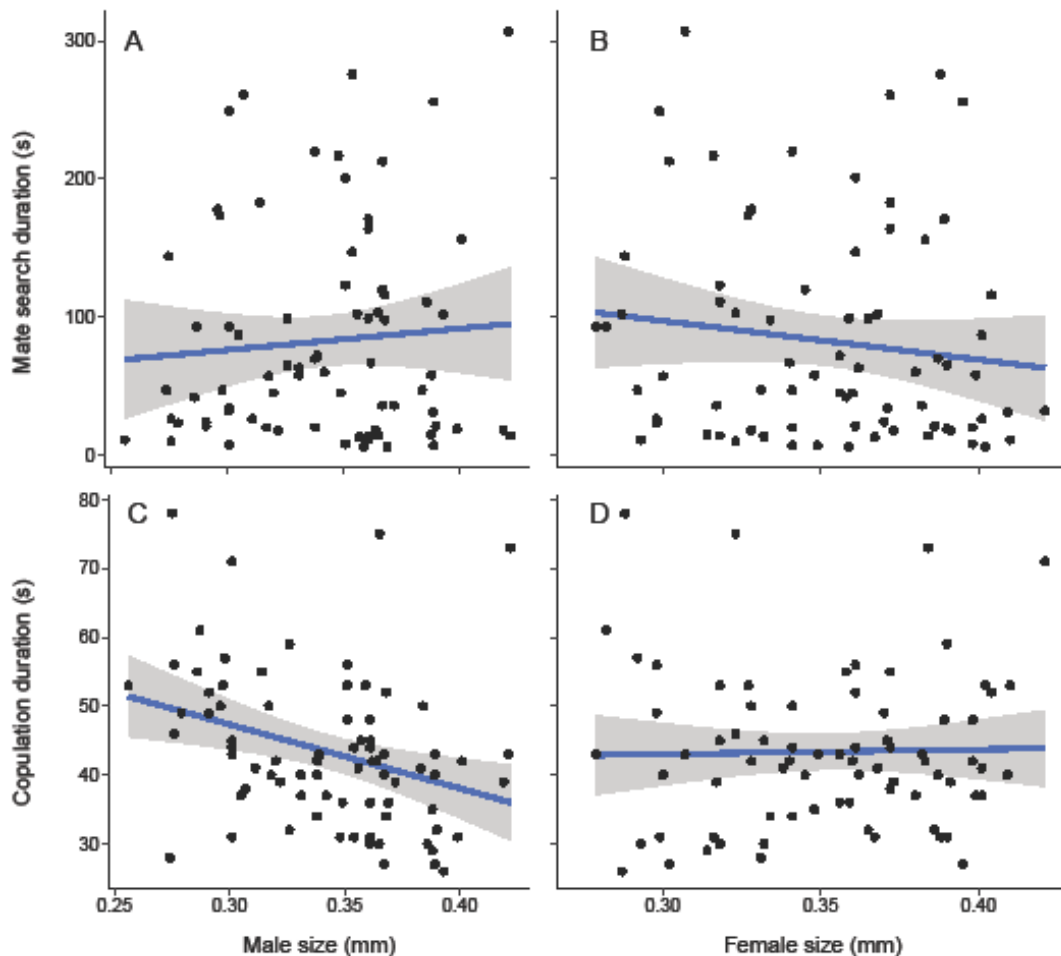 A
B
Mate search duration (s)
300
200
100
0
C
D
Copulation duration (s)
80
70
60
50
40
30
0.25 0.30 0.35 0.40
0.30 0.35 0.40
Male size (mm)
Female size (mm)